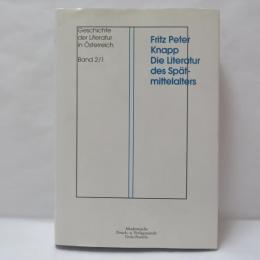 Geschichte
der Literatur
in Österreich
Band 2/1
Fritz Peter
Knapp
Die Literatur
des Spät-
mittelalters
Akademische
Druck- u. Verlagsanstalt
Graz/Austria